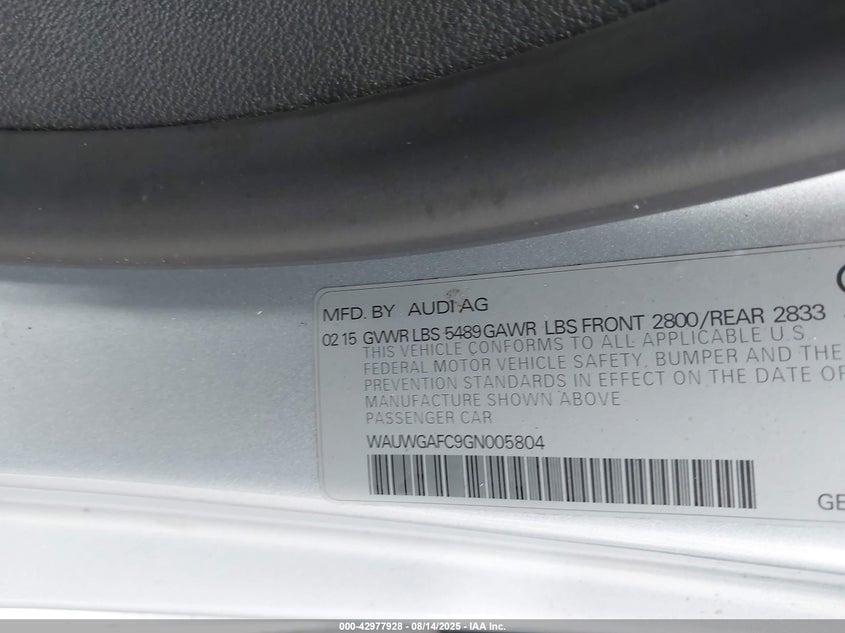 MFD. BY AUDI AG
02 15 GVWR LBS 5489 GAWR LBS FRONT 2800/REAR 2833
THIS VEHICLE CONFORMS TO ALL APPLICABLE U.S
FEDERAL MOTOR VEHICLE SAFETY, BUMPER AND THE
PREVENTION STANDARDS IN EFFECT ON THE DATE OF
MANUFACTURE SHOWN ABOVE
PASSENGER CAR
WAUWGAFC9GN005804
GE
000-42977928 - 08/14/2025 - IAA Inc.